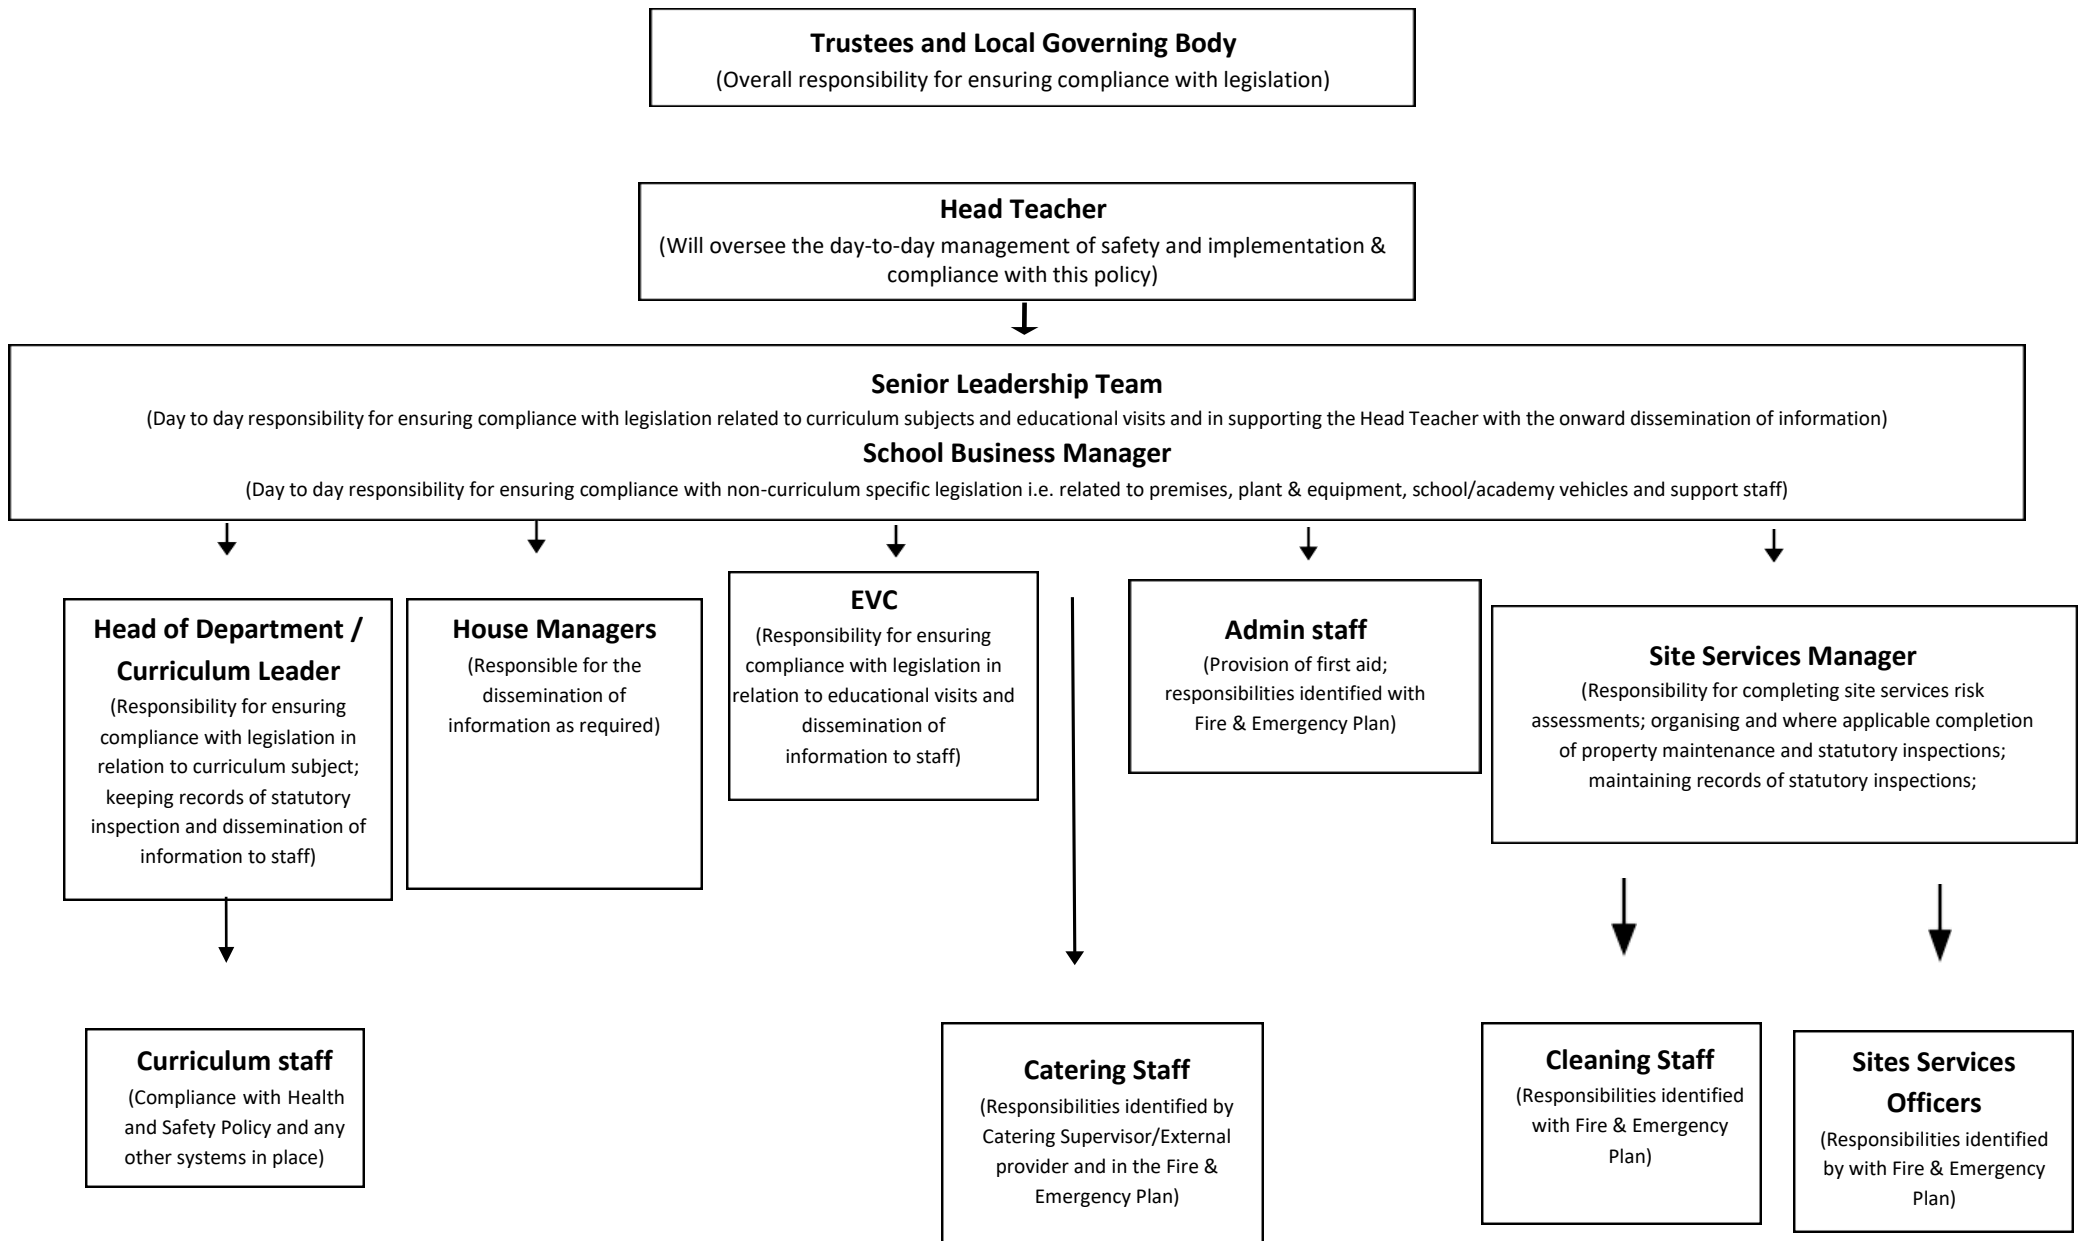 Trustees and Local Governing Body
(Overall responsibility for ensuring compliance with legislation)
Head Teacher
(Will oversee the day-to-day management of safety and implementation &
compliance with this policy)
Senior Leadership Team
(Day to day responsibility for ensuring compliance with legislation related to curriculum subjects and educational visits and in supporting the Head Teacher with the onward dissemination of information)
School Business Manager
(Day to day responsibility for ensuring compliance with non-curriculum specific legislation i.e. related to premises, plant & equipment, school/academy vehicles and support staff)
Head of Department /
Curriculum Leader
(Responsibility for ensuring
compliance with legislation in
relation to curriculum subject;
keeping records of statutory
inspection and dissemination of
information to staff)
House Managers
(Responsible for the
dissemination of
information as required)
EVC
(Responsibility for ensuring
compliance with legislation in
relation to educational visits and
dissemination of
information to staff)
Admin staff
(Provision of first aid;
responsibilities identified with
Fire & Emergency Plan)
Site Services Manager
(Responsibility for completing site services risk
assessments; organising and where applicable completion
of property maintenance and statutory inspections;
maintaining records of statutory inspections;
Curriculum staff
(Compliance with Health
and Safety Policy and any
other systems in place)
Catering Staff
(Responsibilities identified by
Catering Supervisor/External
provider and in the Fire &
Emergency Plan)
Cleaning Staff
(Responsibilities identified
with Fire & Emergency
Plan)
Sites Services
Officers
(Responsibilities identified
by with Fire & Emergency
Plan)